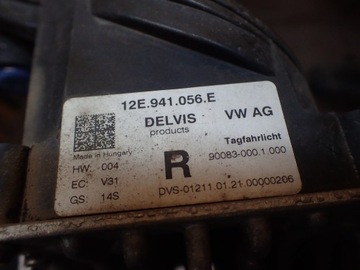 12E.941.056.E
DELVIS VW AG
products
Made in Hungary
Tagfahrlicht
HW: 004
R
90083-000.1.000
EC: V31
GS: 14S
DVS-01211.01.21.00000206